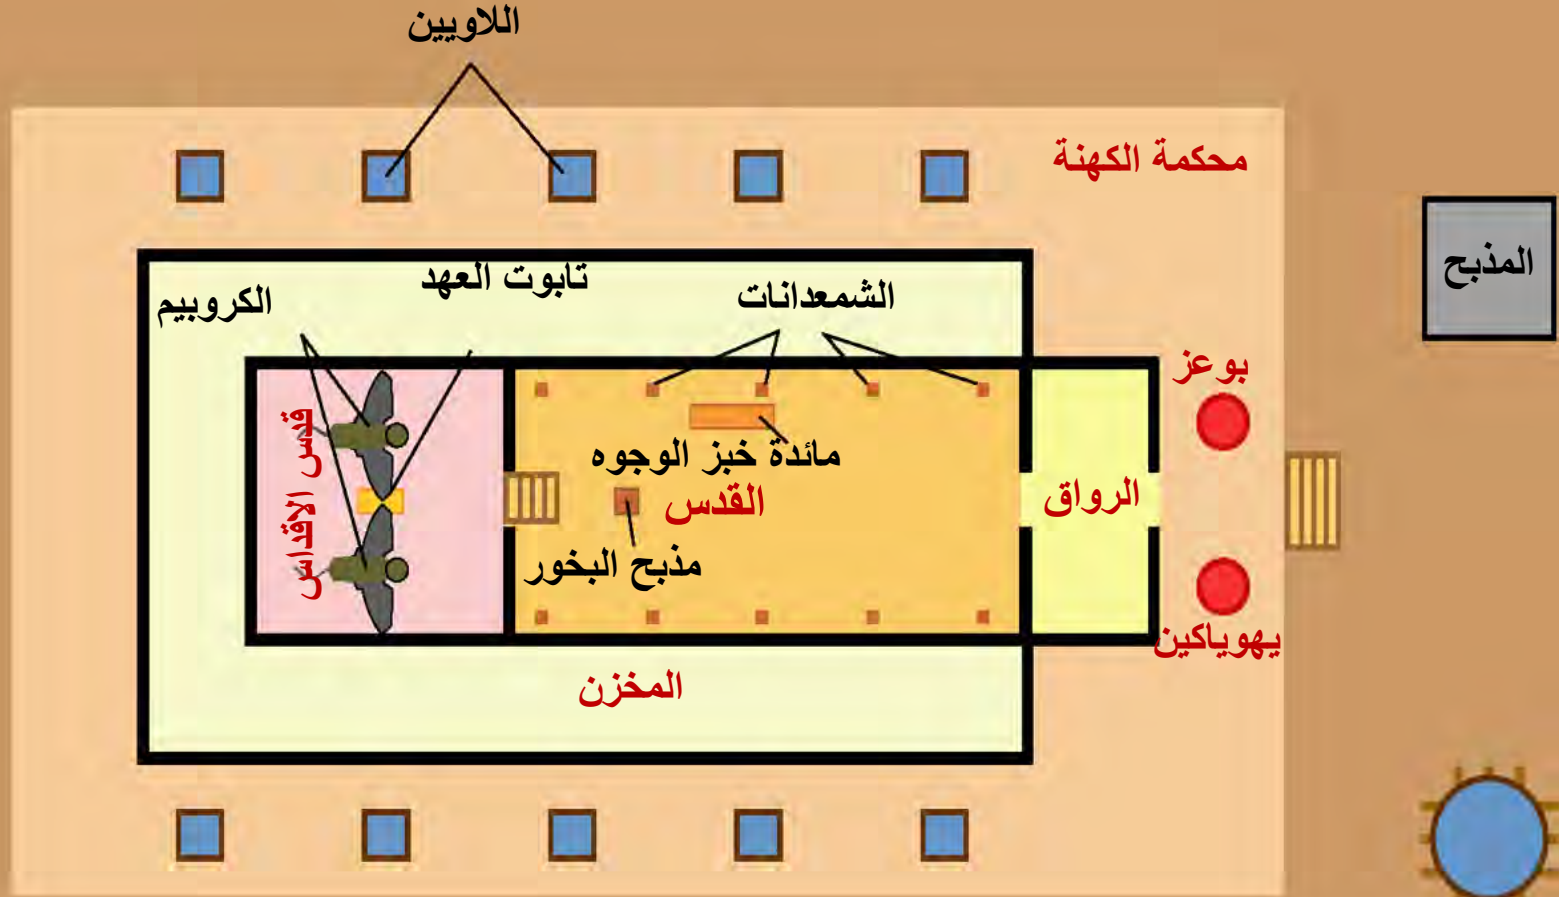 اللاويين
محكمة الكهنة
المذبح
تابوت العهد
الشمعدانات
الكروبيم
بوعز
قدس الاقداس
مائدة خبز الوجوه
القدس
الرواق
مذبح البخور
يهوياكين
المخزن